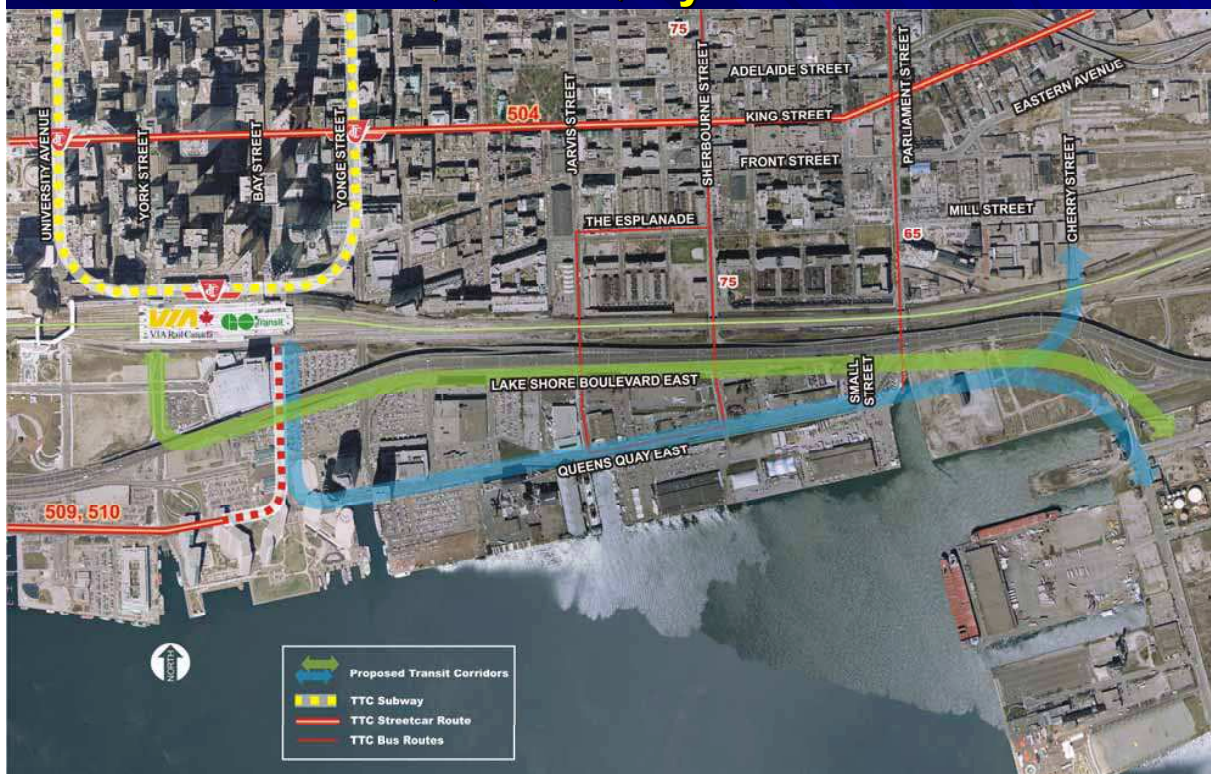 75
ADELAIDE STREET
EASTERN AVENUE
504
KING STREET
UNIVERSITY AVENUE
YORK STREET
BAY STREET
YONGE STREET
JARVIS STREET
SHERBOURNE STREET
PARLIAMENT STREET
FRONT STREET
MILL STREET
CHERRY STREET
THE ESPLANADE
65
75
VIA
VIA Rail Canada
GO
Transit
LAKE SHORE BOULEVARD EAST
SMALL
STREET
QUEENS QUAY EAST
509, 510
NORTH
Proposed Transit Corridors
TTC Subway
TTC Streetcar Route
TTC Bus Routes